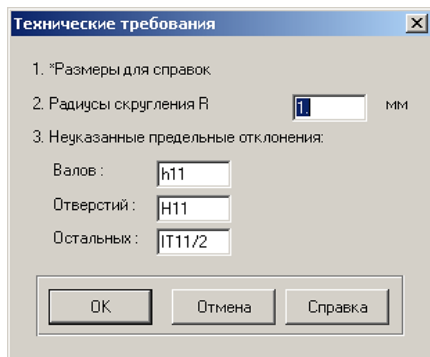 Технические требования
1. *Размеры для справок
2. Радиусы скругления R 1. мм
3. Неуказанные предельные отклонения:
Валов : h11
Отверстий : H11
Остальных : IT11/2
OK Отмена Справка